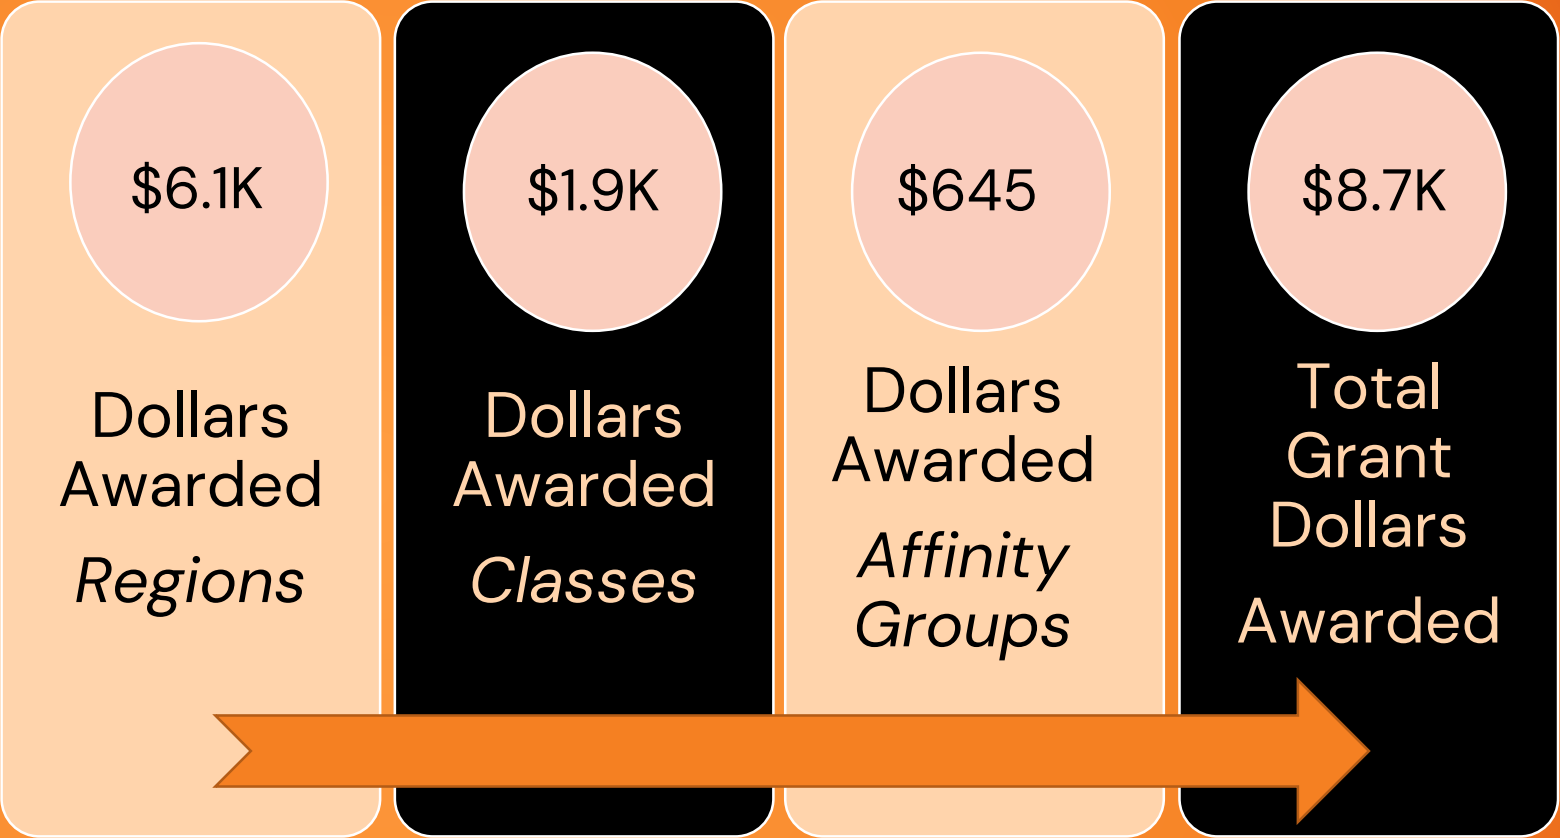 $6.1K
Dollars
Awarded
Regions
$1.9K
Dollars
Awarded
Classes
$645
Dollars
Awarded
Affinity
Groups
$8.7K
Total
Grant
Dollars
Awarded